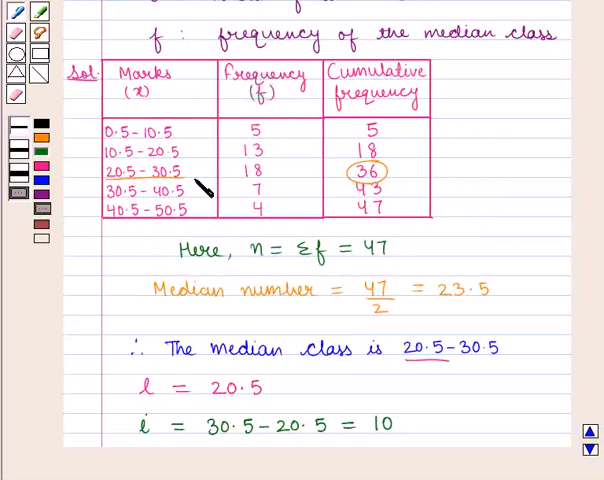 f : frequency of the median class
Sol. Marks (x) Frequency (f) Cumulative frequency
0.5-10.5 5 5
10.5-20.5 13 18
20.5-30.5 18 36
30.5-40.5 7 43
40.5-50.5 4 47
Here, n = Σf = 47
Median number = 47/2 = 23.5
∴ The median class is 20.5-30.5
l = 20.5
i = 30.5-20.5 = 10